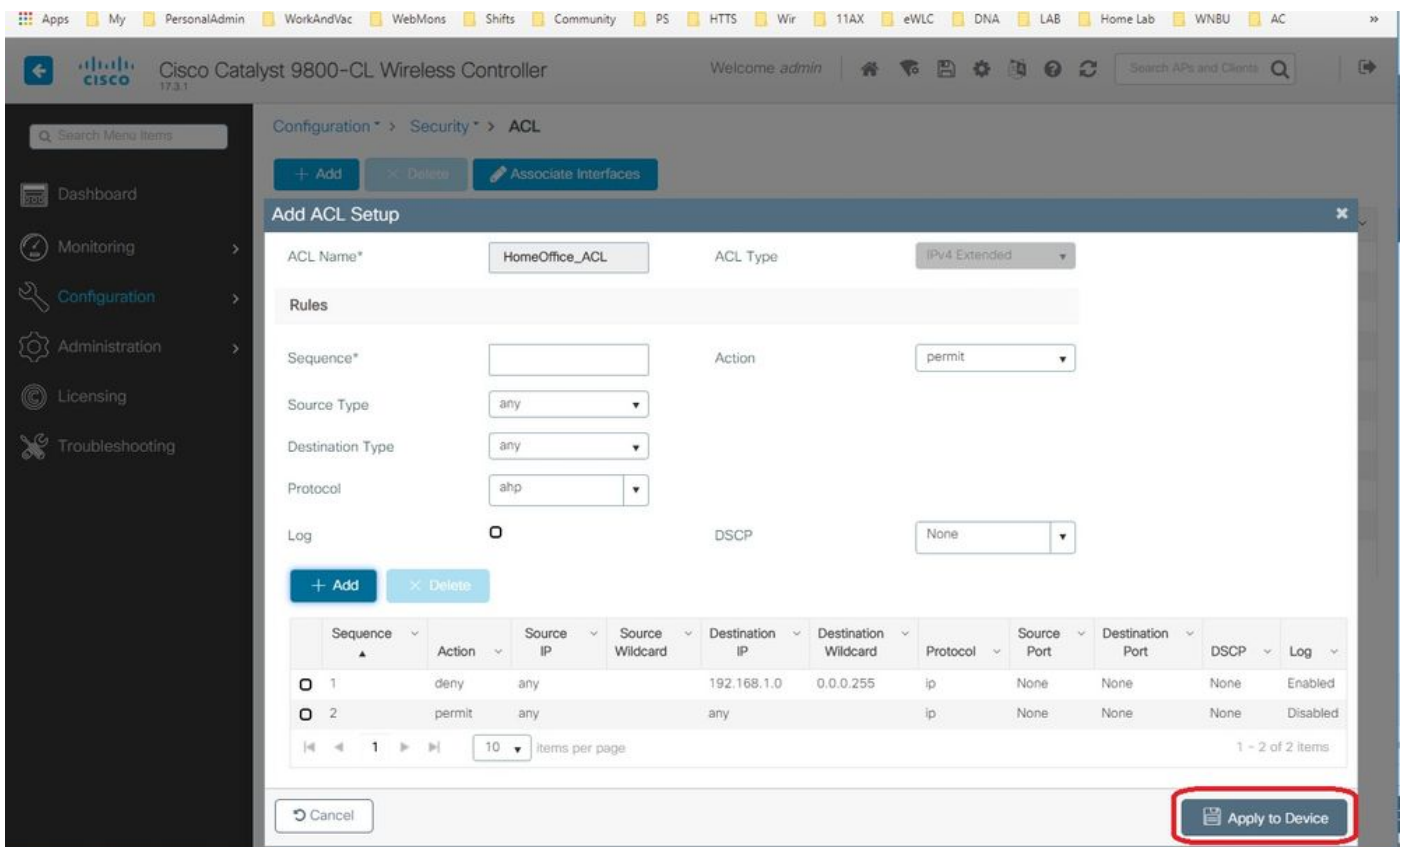 Apps My PersonalAdmin WorkAndVac WebMons Shifts Community PS HTTS Wir 11AX eWLC DNA LAB Home Lab WNBU AC »
CISCO
Cisco Catalyst 9800-CL Wireless Controller
17.3.1
Welcome admin
Search APs and Clients
Search Menu Items
Dashboard
Monitoring
Configuration
Administration
Licensing
Troubleshooting
Configuration > Security > ACL
+ Add × Delete Associate Interfaces
Add ACL Setup
ACL Name* HomeOffice_ACL ACL Type IPv4 Extended
Rules
Sequence* Action permit
Source Type any
Destination Type any
Protocol ahp
Log DSCP None
+ Add × Delete
Sequence Action Source IP Source Wildcard Destination IP Destination Wildcard Protocol Source Port Destination Port DSCP Log
1 deny any 192.168.1.0 0.0.0.255 ip None None None Enabled
2 permit any any ip None None None Disabled
1 10 items per page 1 - 2 of 2 items
Cancel Apply to Device